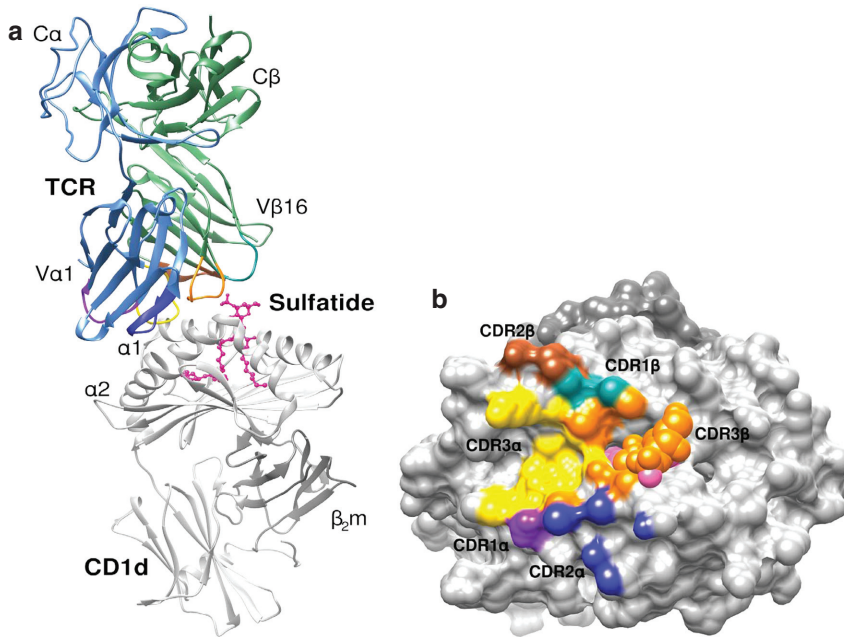 a
Cα
Cβ
TCR
Vβ16
Vα1
Sulfatide
α1
α2
β₂m
CD1d
b
CDR2β
CDR1β
CDR3α
CDR3β
CDR1α
CDR2α